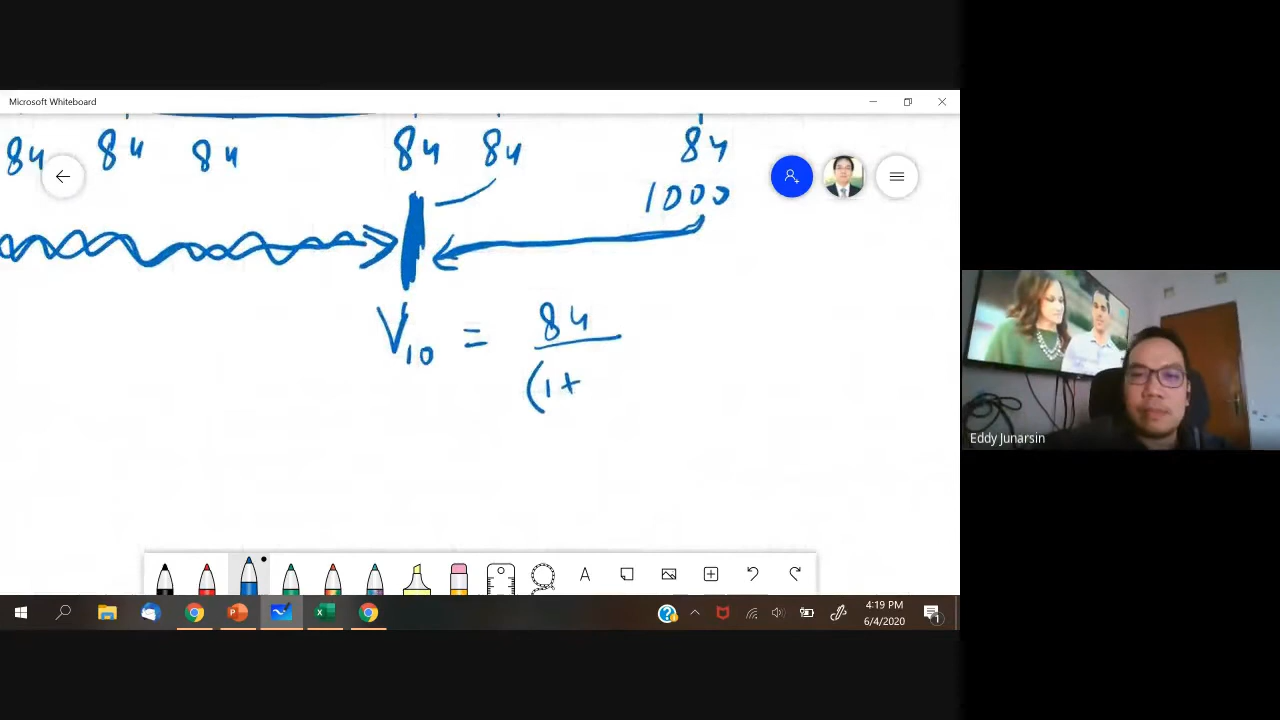 Microsoft Whiteboard
84 84 84 84 84 84
1000
V10 = 84
(1+
Eddy Junarsin
A
4:19 PM
6/4/2020
1